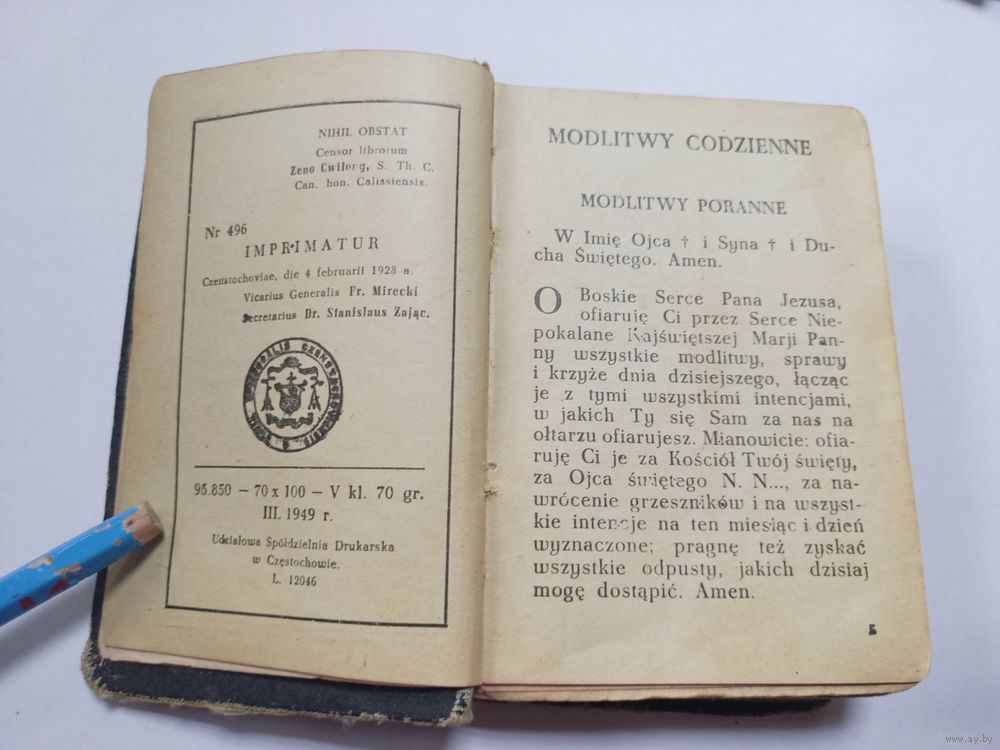 NIHIL OBSTAT
Censor librorum
Zeno Ćwilong, S. Th. C.
Can. hon. Calissiensis.
Nr 496
IMPRIMATUR
Czenstochoviae, die 4 februarii 1928 a.
Vicarius Generalis Fr. Mirecki
Secretarius Dr. Stanislaus Zając.
95.850 — 70 x 100 — V kl. 70 gr.
III. 1949 r.
Udziałowa Spółdzielnia Drukarska
w Częstochowie.
L. 12046
MODLITWY CODZIENNE
MODLITWY PORANNE
W Imię Ojca † i Syna † i Du-
cha Świętego. Amen.
O Boskie Serce Pana Jezusa,
ofiaruję Ci przez Serce Nie-
pokalane Najświętszej Marji Pan-
ny wszystkie modlitwy, sprawy
i krzyże dnia dzisiejszego, łącząc
je z tymi wszystkimi intencjami,
w jakich Ty się Sam za nas na
ołtarzu ofiarujesz. Mianowicie: ofia-
ruję Ci je za Kościół Twój święty,
za Ojca świętego N. N..., za na-
wrócenie grzeszników i na wszyst-
kie intencje na ten miesiąc i dzień
wyznaczone; pragnę też zyskać
wszystkie odpusty, jakich dzisiaj
mogę dostąpić. Amen.
5
www.ay.by